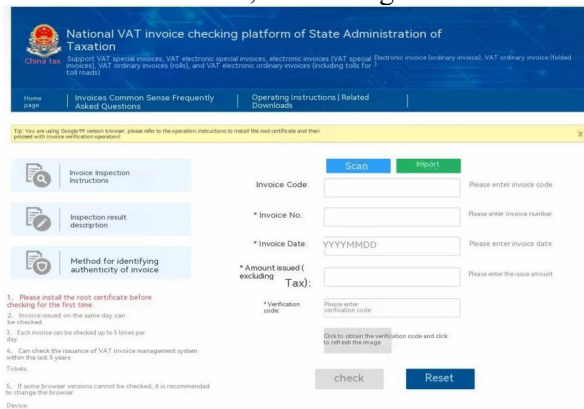 National VAT invoice checking platform of State Administration of
Taxation
China tax
Support VAT special invoices, VAT electronic special invoices, electronic invoices (VAT special Electronic invoice (ordinary invoice), VAT ordinary invoice (folded
invoices), VAT ordinary invoices (rolls), and VAT electronic ordinary invoices (including tolls for
toll roads)
Home
page
Invoices Common Sense Frequently
Asked Questions
Operating Instructions | Related
Downloads
Tip: You are using Google 99 version browser, please refer to the operation instructions to install the root certificate and then
proceed with invoice verification operation!
X
Scan
Import
Invoice Inspection
Instructions
Inspection result
description
Method for identifying
authenticity of invoice
1、Please install the root certificate before
checking for the first time.
2、Invoice issued on the same day can
be checked.
3、Each invoice can be checked up to 5 times per
day.
4、Can check the issuance of VAT invoice management system
within the last 5 years
Tickets.
5、If some browser versions cannot be checked, it is recommended
to change the browser
Device.
Invoice Code:
Please enter invoice code
* Invoice No.:
Please enter invoice number
* Invoice Date:
YYYYMMDD
Please enter invoice date
* Amount issued (
excluding Tax):
Please enter the issue amount
* Verification
code:
Please enter
verification code
Click to obtain the verification code and click
to refresh the image
check
Reset